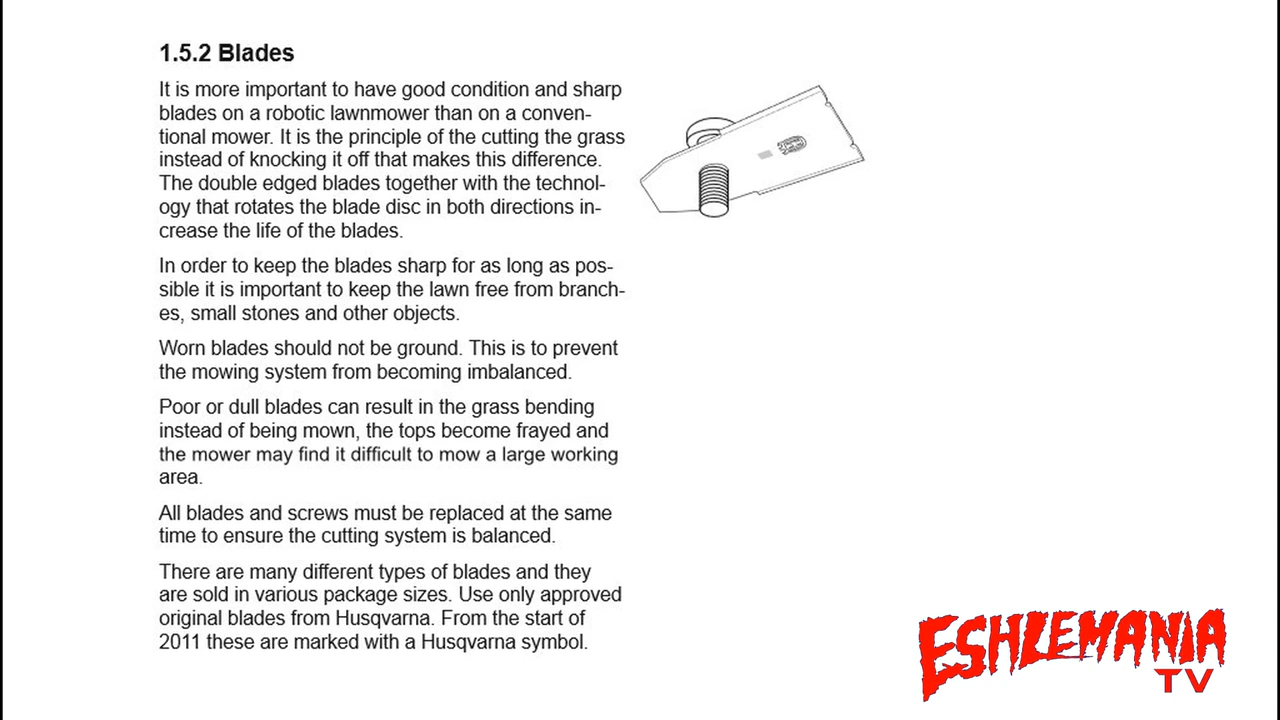 1.5.2 Blades
It is more important to have good condition and sharp
blades on a robotic lawnmower than on a conven-
tional mower. It is the principle of the cutting the grass
instead of knocking it off that makes this difference.
The double edged blades together with the technol-
ogy that rotates the blade disc in both directions in-
crease the life of the blades.
In order to keep the blades sharp for as long as pos-
sible it is important to keep the lawn free from branch-
es, small stones and other objects.
Worn blades should not be ground. This is to prevent
the mowing system from becoming imbalanced.
Poor or dull blades can result in the grass bending
instead of being mown, the tops become frayed and
the mower may find it difficult to mow a large working
area.
All blades and screws must be replaced at the same
time to ensure the cutting system is balanced.
There are many different types of blades and they
are sold in various package sizes. Use only approved
original blades from Husqvarna. From the start of
2011 these are marked with a Husqvarna symbol.
ESHLEMANIA
TV